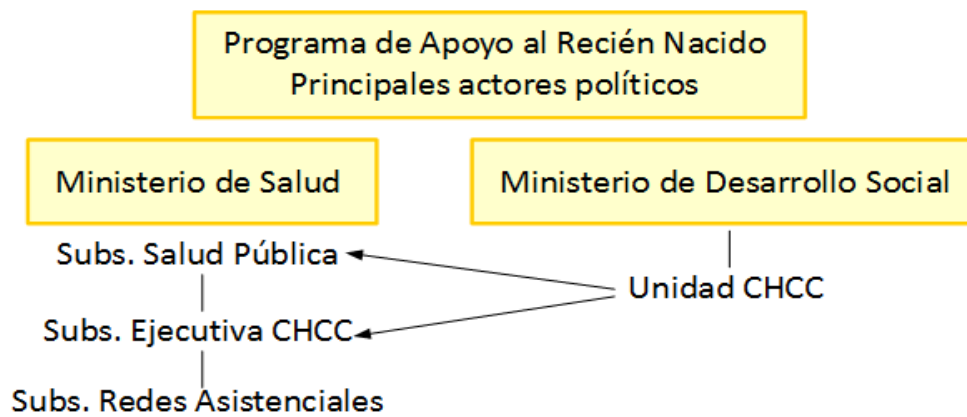 Programa de Apoyo al Recién Nacido
Principales actores políticos
Ministerio de Salud
Ministerio de Desarrollo Social
Subs. Salud Pública
Unidad CHCC
Subs. Ejecutiva CHCC
Subs. Redes Asistenciales